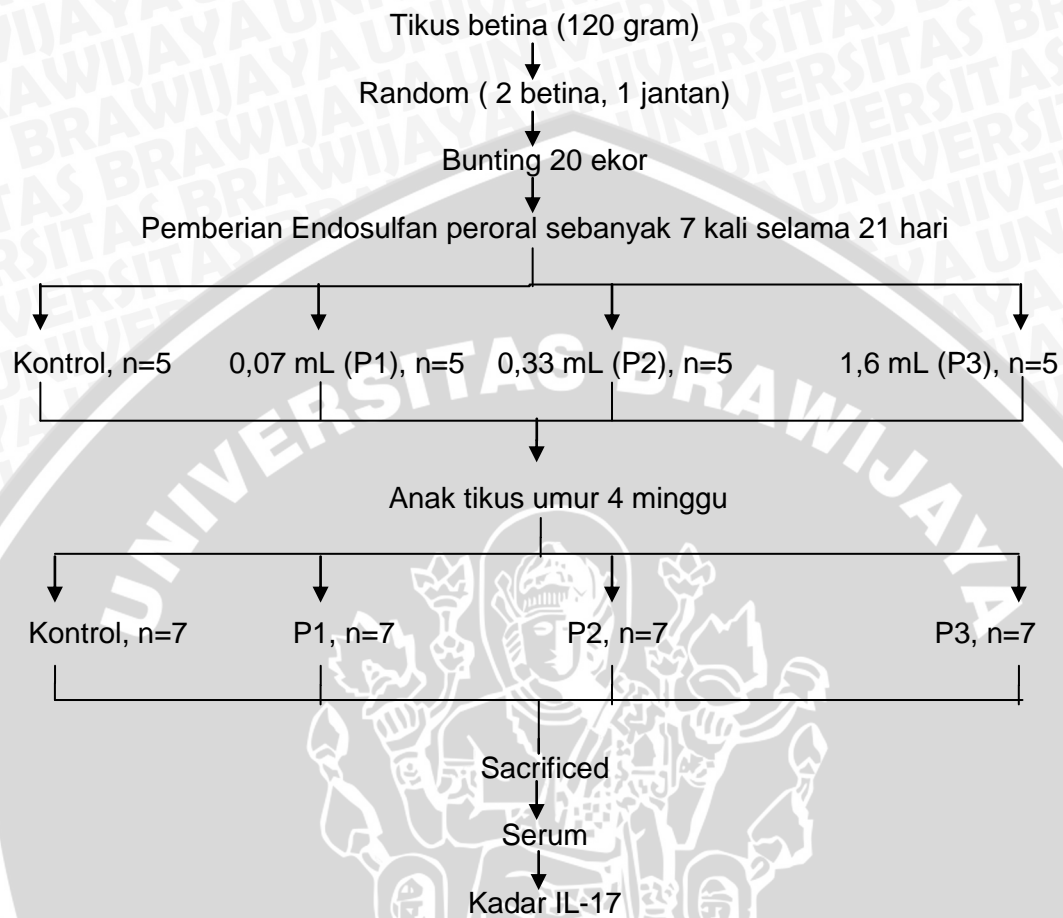 Tikus betina (120 gram)
Random ( 2 betina, 1 jantan)
Bunting 20 ekor
Pemberian Endosulfan peroral sebanyak 7 kali selama 21 hari
Kontrol, n=5 0,07 mL (P1), n=5 0,33 mL (P2), n=5 1,6 mL (P3), n=5
UNIVERSITAS BRAWIJAYA
Anak tikus umur 4 minggu
Kontrol, n=7 P1, n=7 P2, n=7 P3, n=7
Sacrificed
Serum
Kadar IL-17